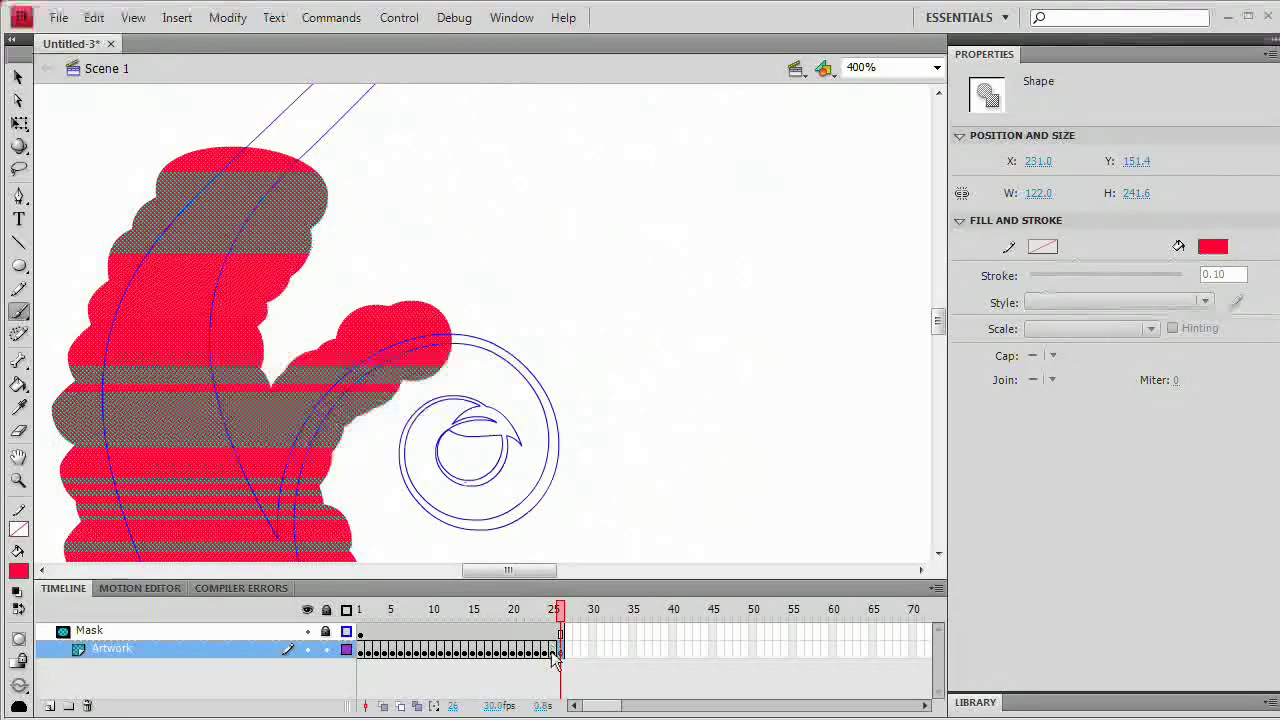 File Edit View Insert Modify Text Commands Control Debug Window Help ESSENTIALS
Untitled-3*
Scene 1 400%
PROPERTIES
Shape
POSITION AND SIZE
X: 231.0 Y: 151.4
W: 122.0 H: 241.6
FILL AND STROKE
Stroke: 0.10
Style:
Scale: Hinting
Cap:
Join: Miter: 0
T
TIMELINE MOTION EDITOR COMPILER ERRORS
1 5 10 15 20 25 30 35 40 45 50 55 60 65 70
Mask
Artwork
26 30.0fps 0.8s
LIBRARY